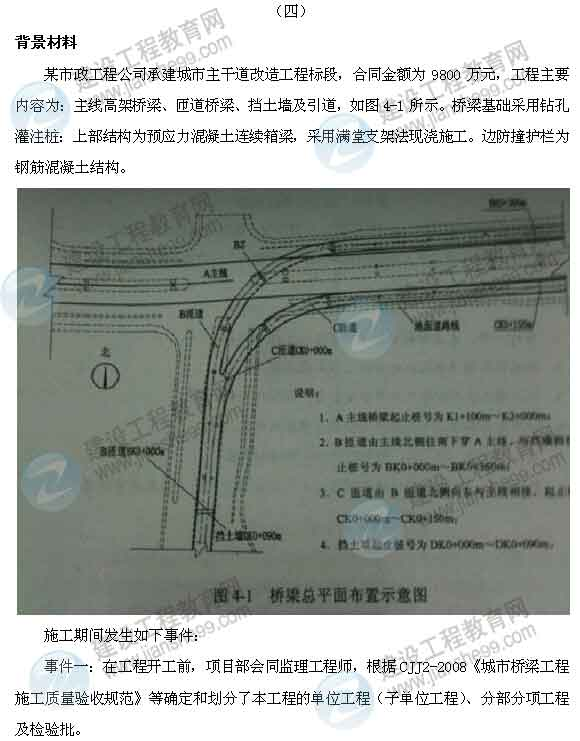 （四）
背景材料
某市政工程公司承建城市主干道改造工程标段，合同金额为 9800 万元，工程主要
内容为：主线高架桥梁、匝道桥梁、挡土墙及引道，如图 4-1 所示。桥梁基础采用钻孔
灌注桩：上部结构为预应力混凝土连续箱梁，采用满堂支架法现浇施工。边防撞护栏为
钢筋混凝土结构。
A主线
B匝道
C匝道
地面道路线
CK0+150m
北
C匝道CK0+000m
B匝道BK0+000m
挡土墙DK0+090m
说明：
1．A主线桥梁起止桩号为 K1+100m～K3+000m；
2．B匝道由主线北侧往南下穿 A 主线，
止桩号为 BK0+000m～BK0+360m；
3．C 匝道由 B 匝道北侧向东与主线相接，
CK0+000m～CK0+150m；
4．挡土墙起止桩号为 DK0+000m～DK0+090m；
图 4-1 桥梁总平面布置示意图
施工期间发生如下事件：
事件一：在工程开工前，项目部会同监理工程师，根据 CJJ2-2008《城市桥梁工程
施工质量验收规范》等确定和划分了本工程的单位工程（子单位工程）、分部分项工程
及检验批。
建设工程教育网
www.jianshe99.com